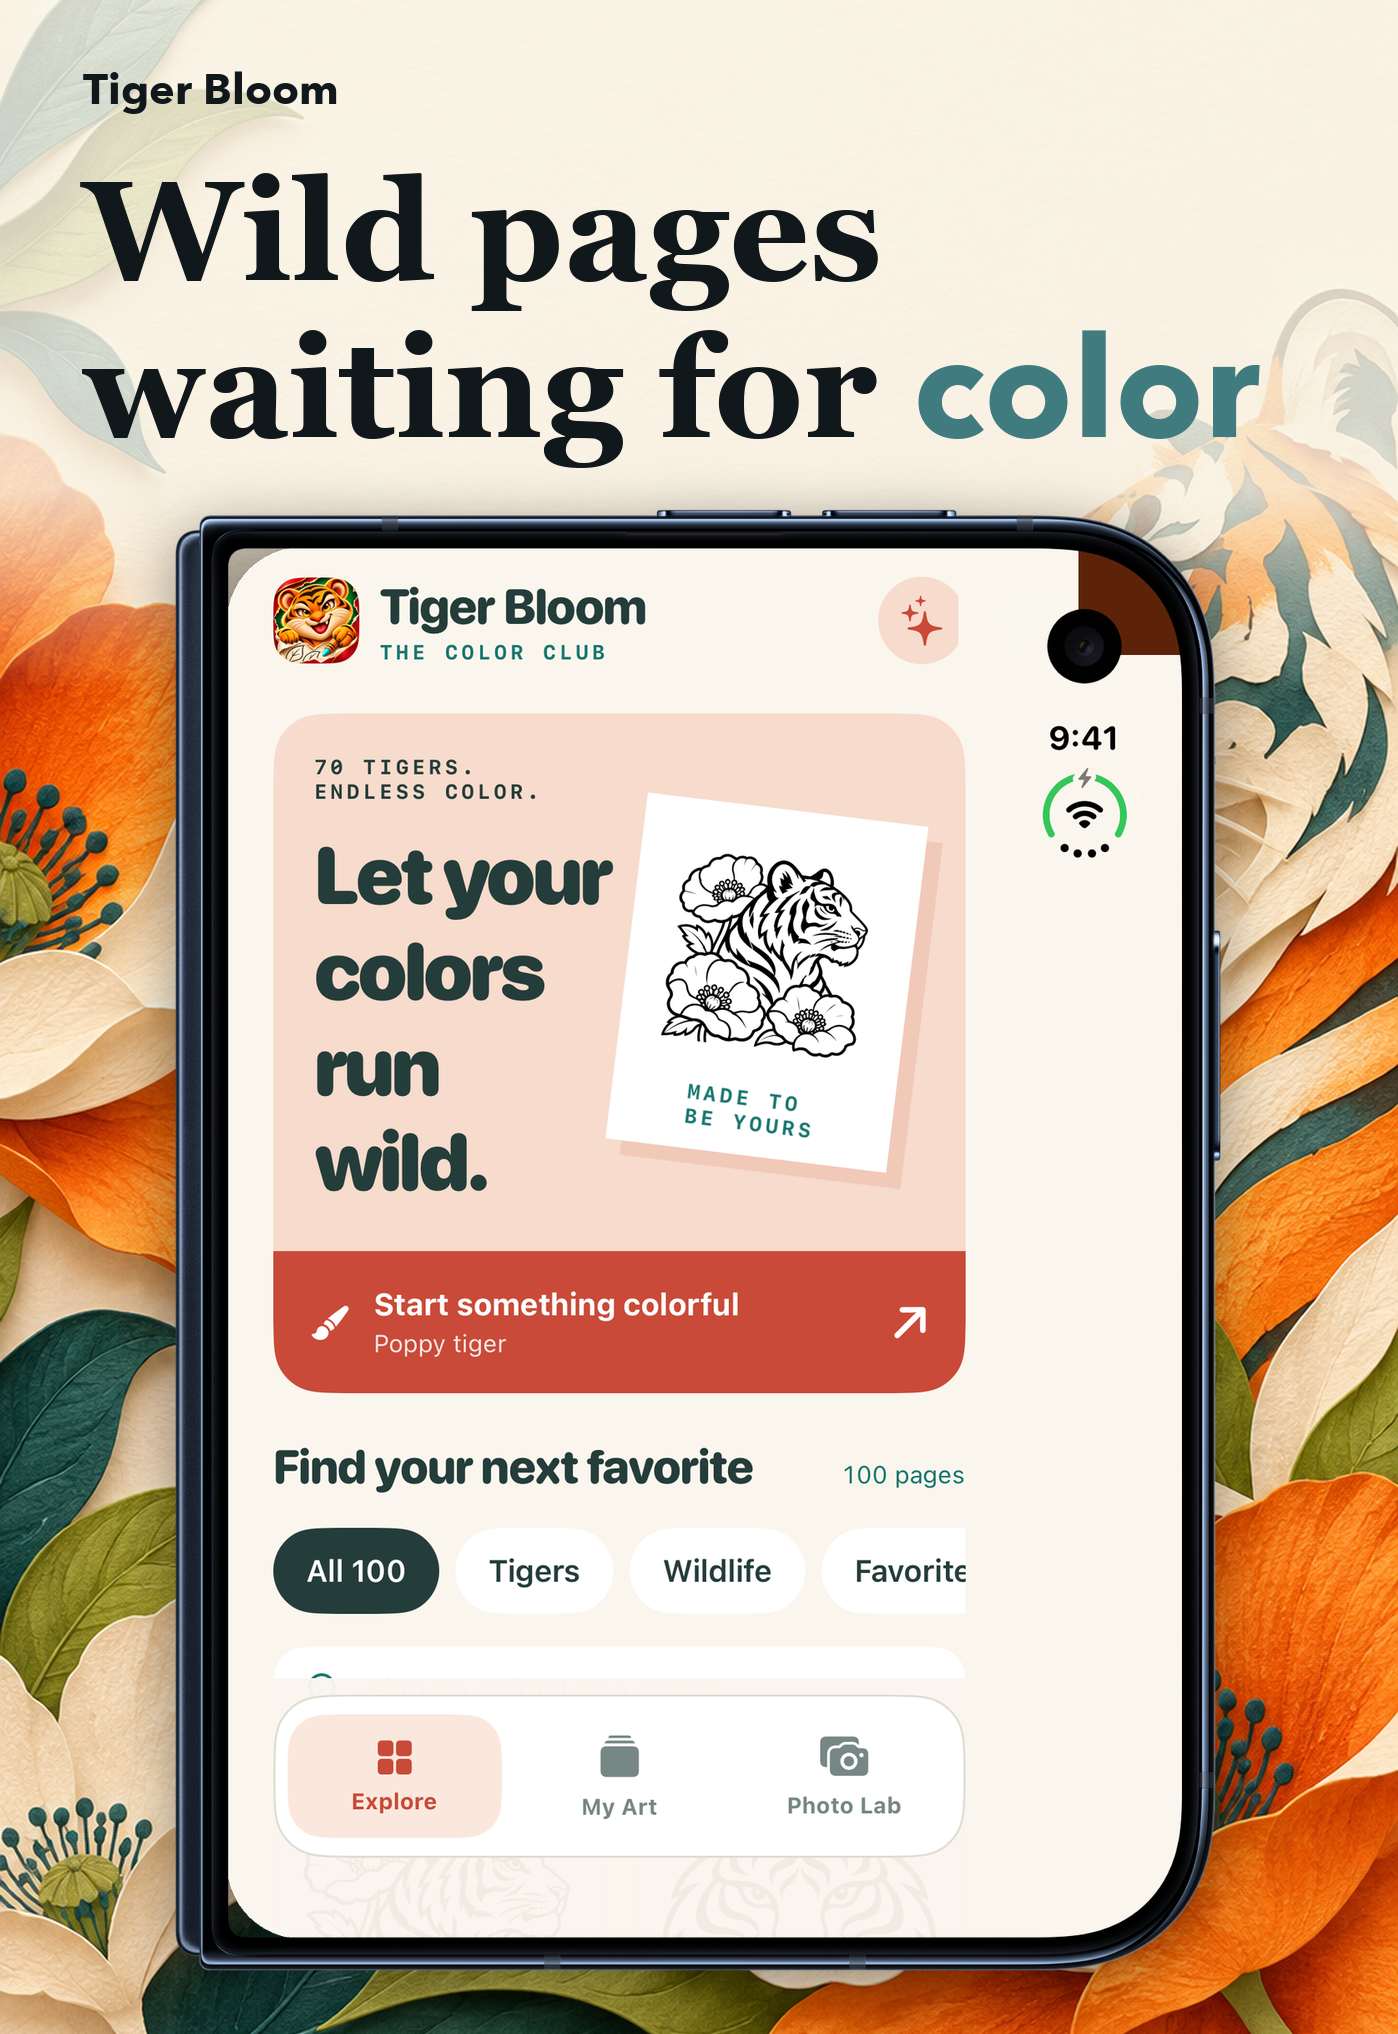 Tiger Bloom
Wild pages
waiting for color
Tiger Bloom
THE COLOR CLUB
9:41
70 TIGERS.
ENDLESS COLOR.
Let your
colors
run
wild.
MADE TO
BE YOURS
Start something colorful
Poppy tiger
Find your next favorite
100 pages
All 100
Tigers
Wildlife
Favorite
Explore
My Art
Photo Lab